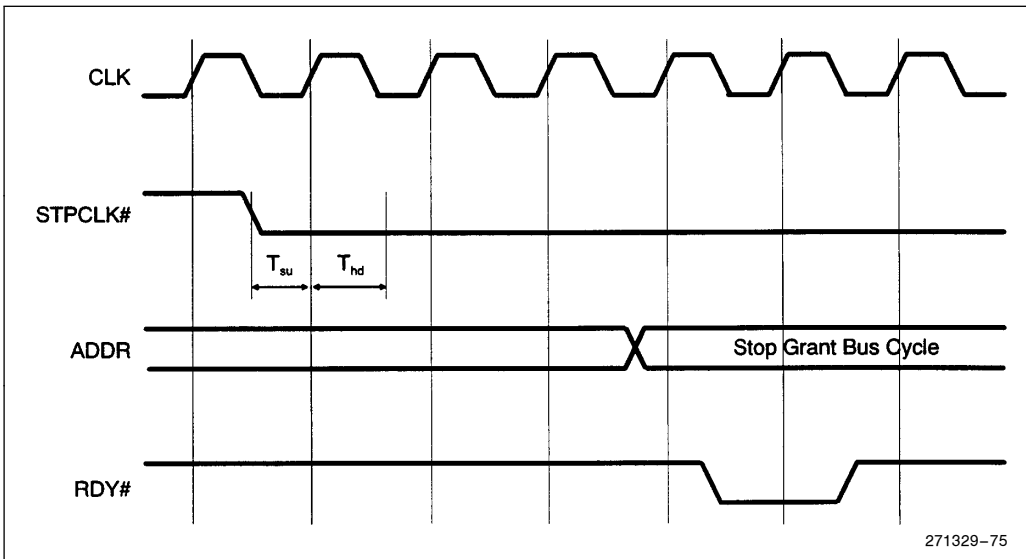 CLK
STPCLK#
Tsu Thd
ADDR Stop Grant Bus Cycle
RDY#
271329-75